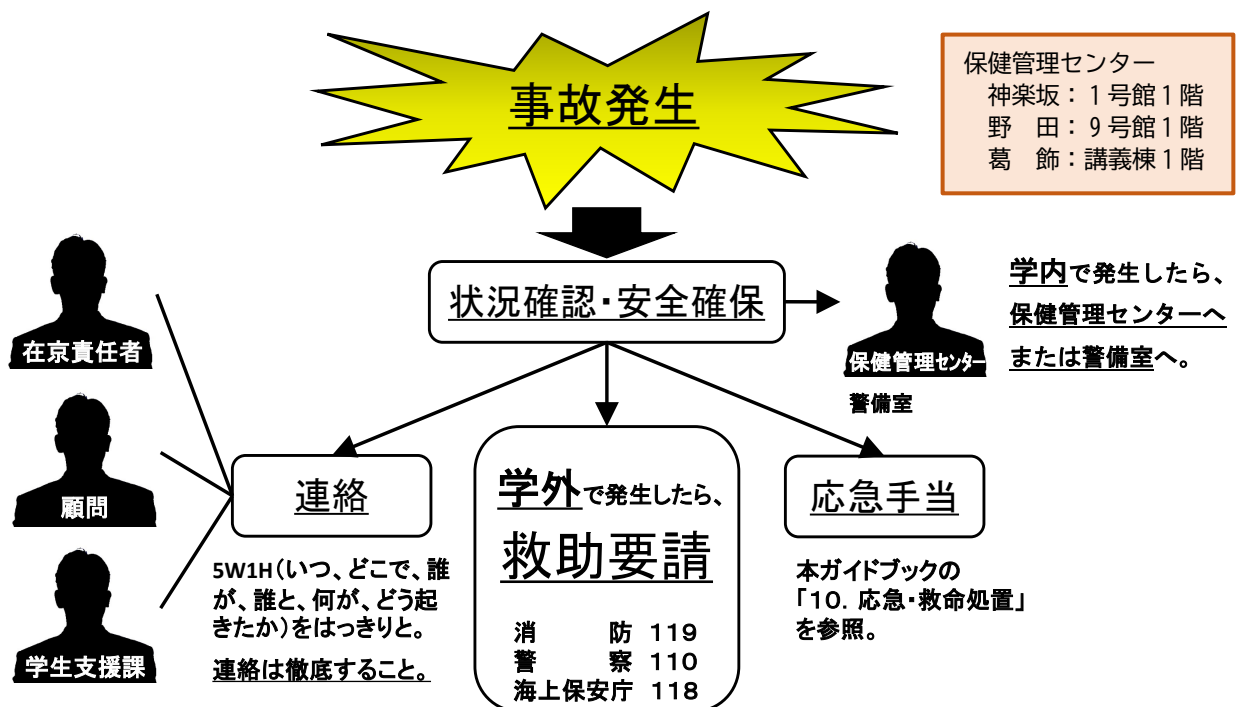 事故発生
保健管理センター
神楽坂：１号館１階
野　田：９号館１階
葛　飾：講義棟１階
状況確認・安全確保
保健管理センター
警備室
学内で発生したら、
保健管理センターへ
または警備室へ。
在京責任者
顧問
学生支援課
連絡
5W1H（いつ、どこで、誰
が、誰と、何が、どう起
きたか）をはっきりと。
連絡は徹底すること。
学外で発生したら、
救助要請
消　　防 119
警　　察 110
海上保安庁 118
応急手当
本ガイドブックの
「１０．応急・救命処置」
を参照。